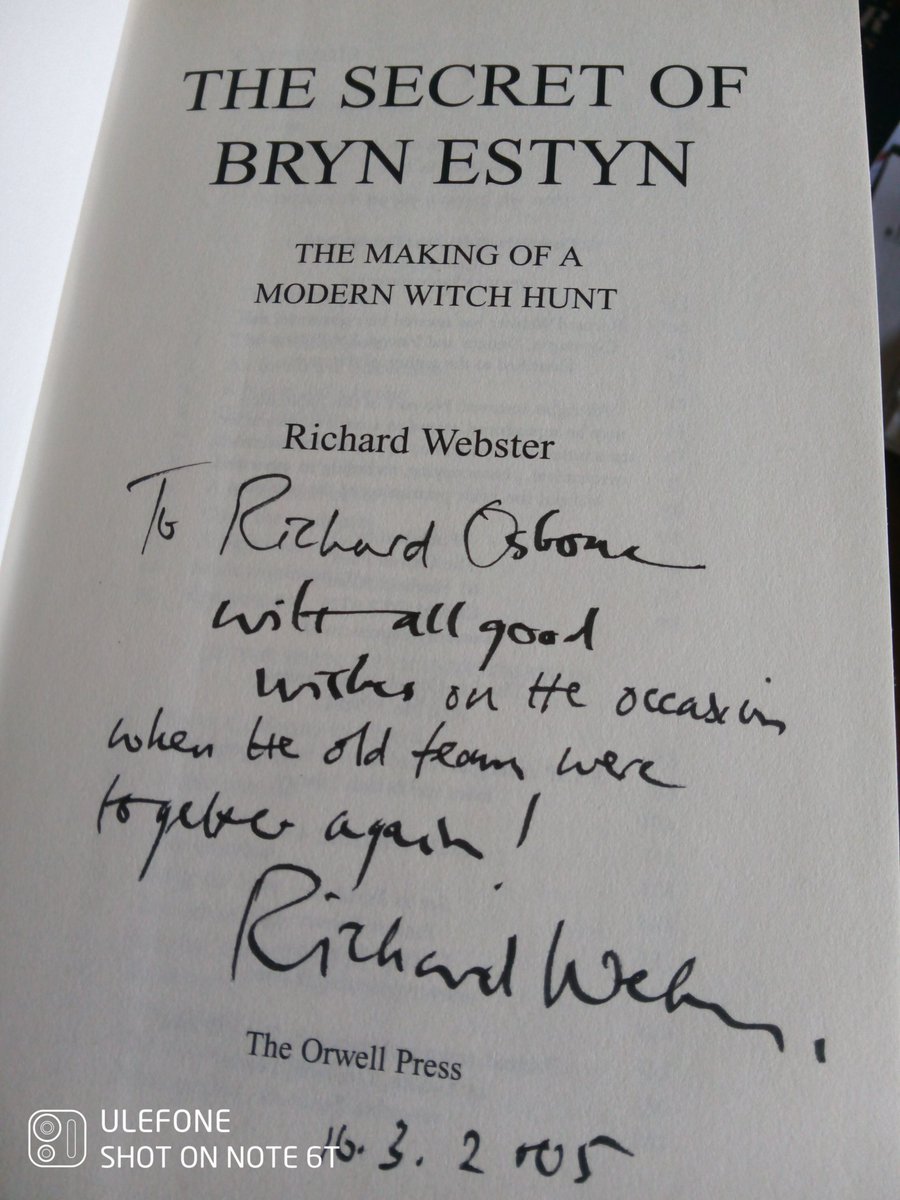 THE SECRET OF
BRYN ESTYN
THE MAKING OF A
MODERN WITCH HUNT
Richard Webster
To Richard Osborne
with all good
wishes on the occasion
when the old team were
together again!
Richard Webster.
The Orwell Press
16.3.2005
ULEFONE
SHOT ON NOTE 6T